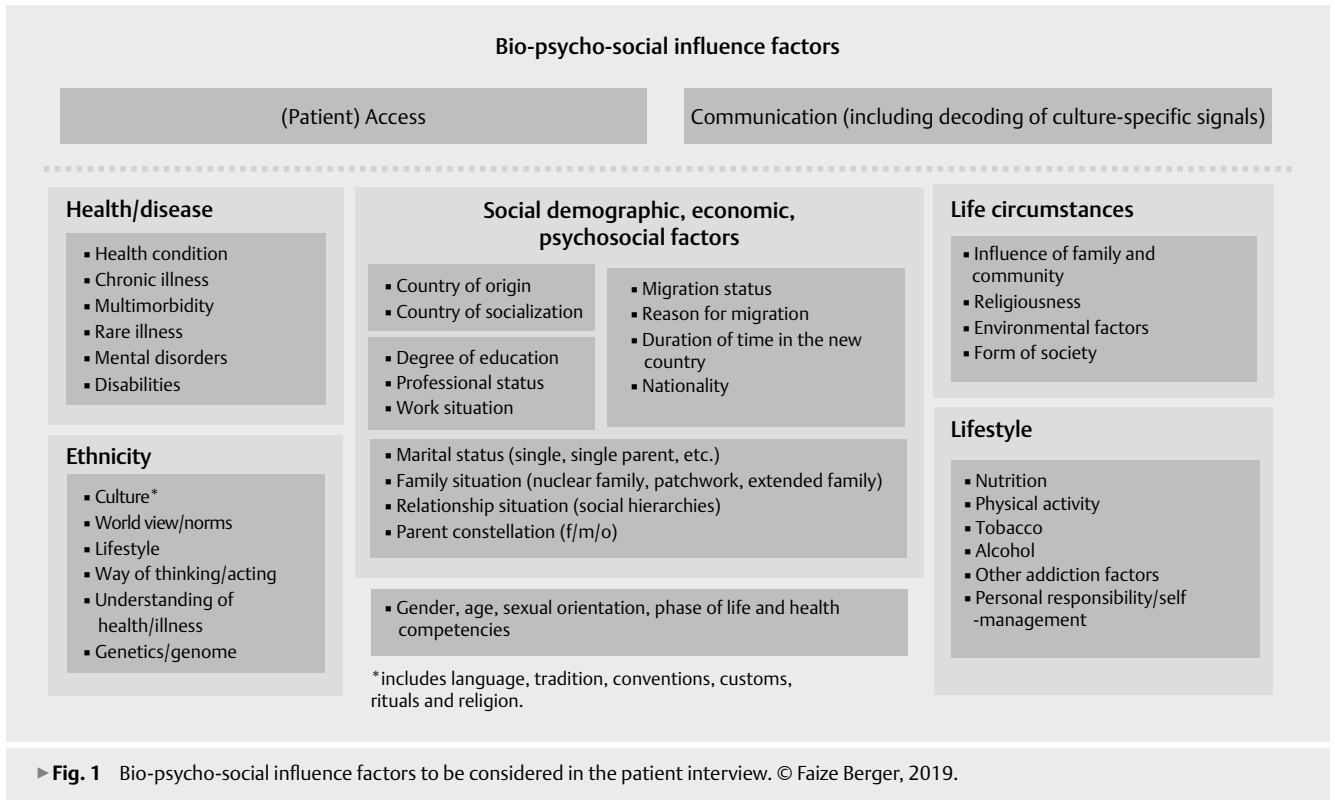 Bio-psycho-social influence factors
(Patient) Access
Communication (including decoding of culture-specific signals)
Health/disease
▪ Health condition
▪ Chronic illness
▪ Multimorbidity
▪ Rare illness
▪ Mental disorders
▪ Disabilities
Ethnicity
▪ Culture*
▪ World view/norms
▪ Lifestyle
▪ Way of thinking/acting
▪ Understanding of
health/illness
▪ Genetics/genome
Social demographic, economic,
psychosocial factors
▪ Country of origin
▪ Country of socialization
▪ Degree of education
▪ Professional status
▪ Work situation
▪ Migration status
▪ Reason for migration
▪ Duration of time in the new
country
▪ Nationality
▪ Marital status (single, single parent, etc.)
▪ Family situation (nuclear family, patchwork, extended family)
▪ Relationship situation (social hierarchies)
▪ Parent constellation (f/m/o)
▪ Gender, age, sexual orientation, phase of life and health
competencies
*includes language, tradition, conventions, customs,
rituals and religion.
Life circumstances
▪ Influence of family and
community
▪ Religiousness
▪ Environmental factors
▪ Form of society
Lifestyle
▪ Nutrition
▪ Physical activity
▪ Tobacco
▪ Alcohol
▪ Other addiction factors
▪ Personal responsibility/self
-management
▶Fig. 1 Bio-psycho-social influence factors to be considered in the patient interview. © Faize Berger, 2019.